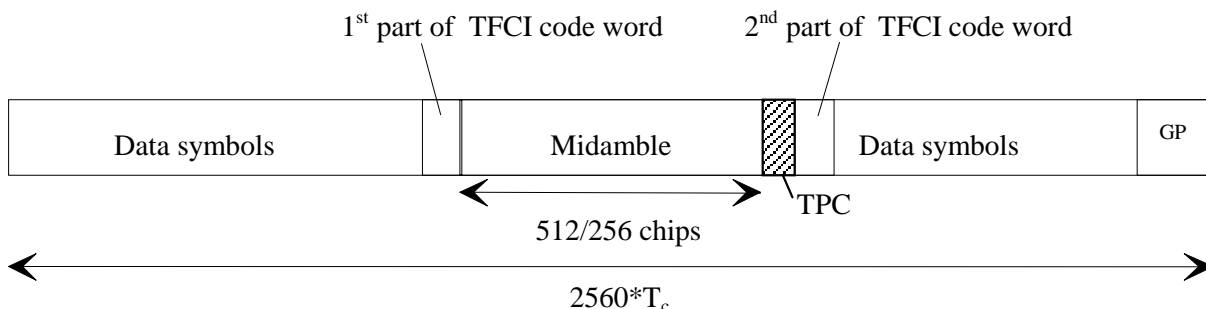 1st part of TFCI code word
2nd part of TFCI code word
Data symbols
Midamble
Data symbols
GP
TPC
512/256 chips
2560*Tc